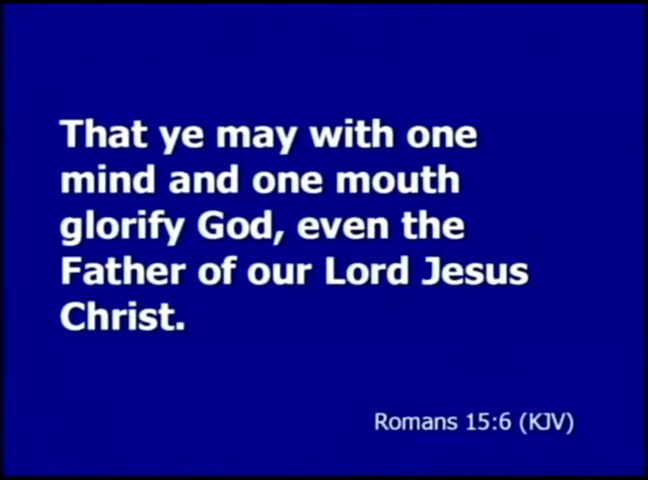 That ye may with one
mind and one mouth
glorify God, even the
Father of our Lord Jesus
Christ.
Romans 15:6 (KJV)